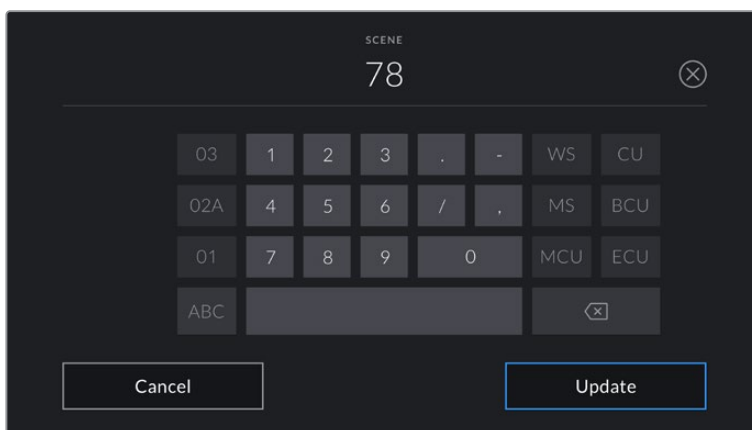 SCENE
78
03 1 2 3 . - WS CU
02A 4 5 6 / , MS BCU
01 7 8 9 0 MCU ECU
ABC
Cancel Update